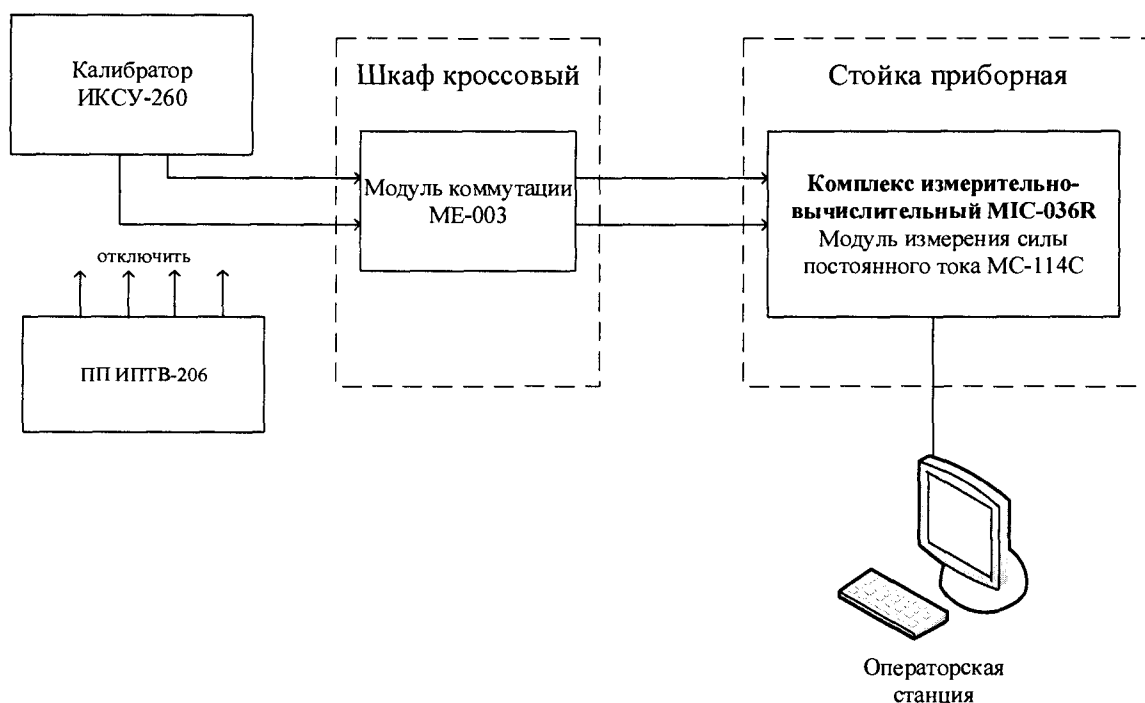 Калибратор
ИКСУ-260
Шкаф кроссовый
Стойка приборная
Модуль коммутации
МЕ-003
Комплекс измерительно-
вычислительный MIC-036R
Модуль измерения силы
постоянного тока МС-114С
отключить
ПП ИПТВ-206
Операторская
станция